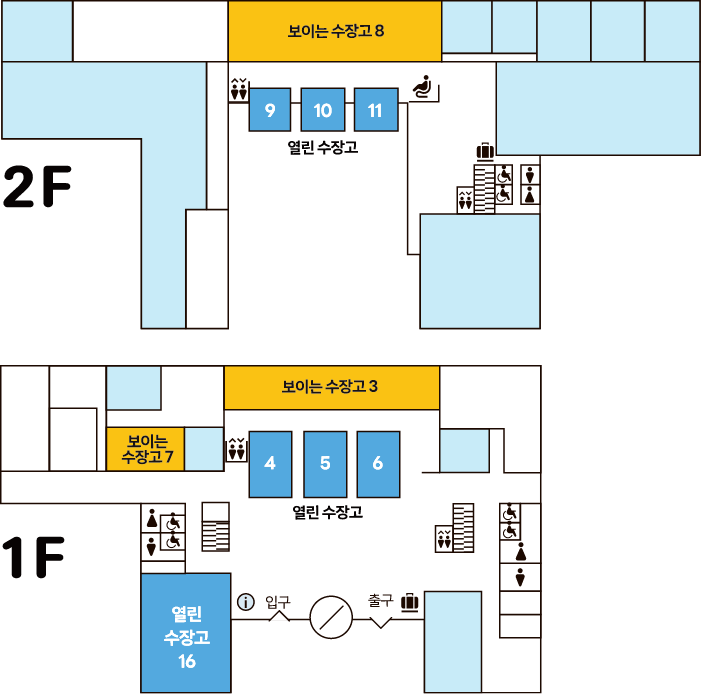 보이는 수장고 8
9
10
11
열린 수장고
2F
보이는 수장고 3
보이는
수장고 7
4
5
6
열린 수장고
1F
열린
수장고
16
i
입구
출구